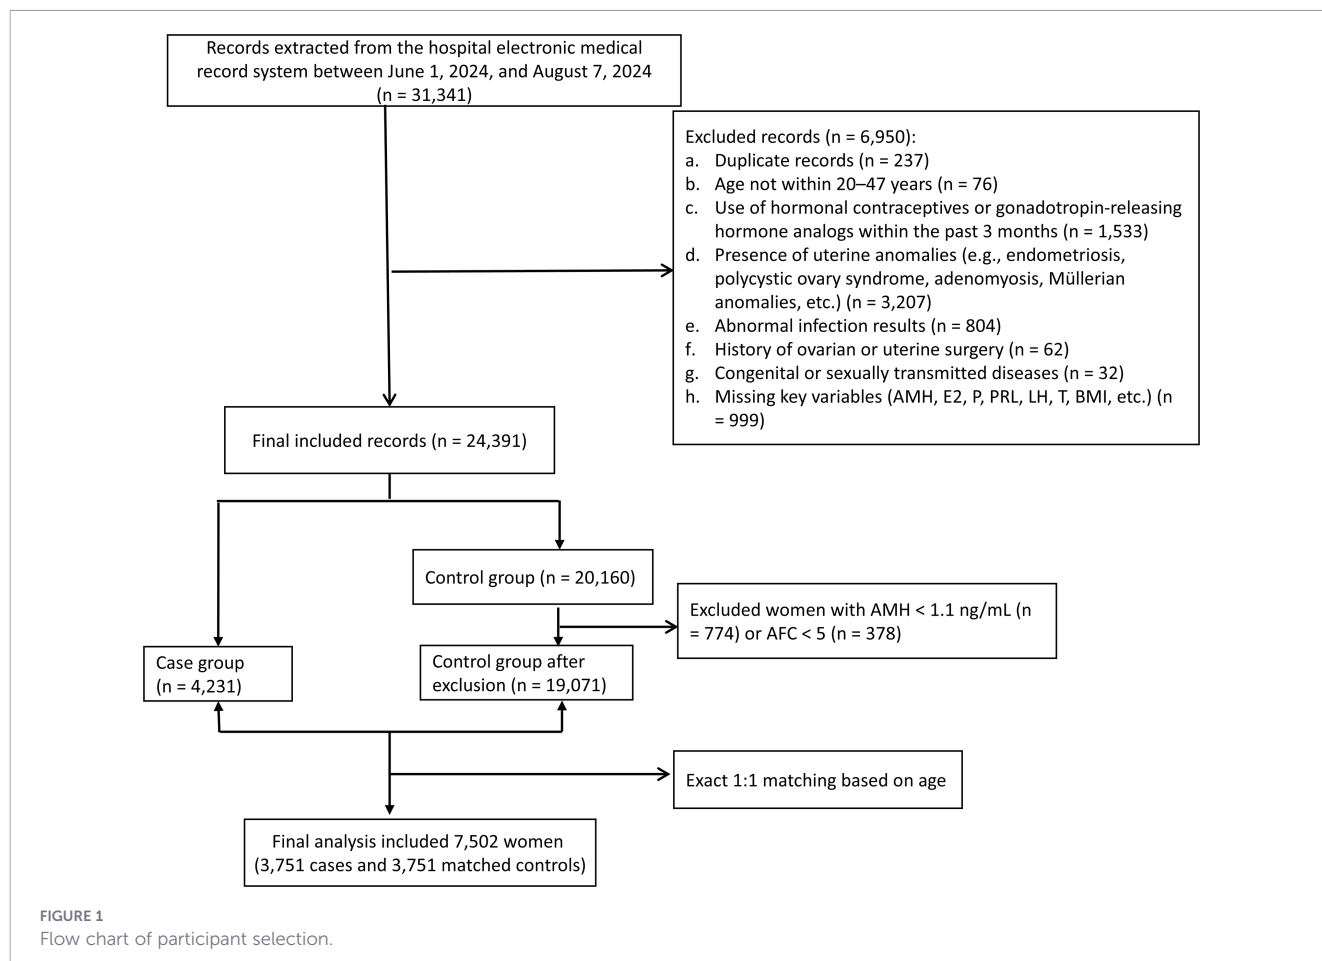 Records extracted from the hospital electronic medical
record system between June 1, 2024, and August 7, 2024
(n = 31,341)
Excluded records (n = 6,950):
a. Duplicate records (n = 237)
b. Age not within 20–47 years (n = 76)
c. Use of hormonal contraceptives or gonadotropin-releasing
hormone analogs within the past 3 months (n = 1,533)
d. Presence of uterine anomalies (e.g., endometriosis,
polycystic ovary syndrome, adenomyosis, Müllerian
anomalies, etc.) (n = 3,207)
e. Abnormal infection results (n = 804)
f. History of ovarian or uterine surgery (n = 62)
g. Congenital or sexually transmitted diseases (n = 32)
h. Missing key variables (AMH, E2, P, PRL, LH, T, BMI, etc.) (n
= 999)
Final included records (n = 24,391)
Control group (n = 20,160)
Excluded women with AMH < 1.1 ng/mL (n
= 774) or AFC < 5 (n = 378)
Case group
(n = 4,231)
Control group after
exclusion (n = 19,071)
Exact 1:1 matching based on age
Final analysis included 7,502 women
(3,751 cases and 3,751 matched controls)
FIGURE 1
Flow chart of participant selection.